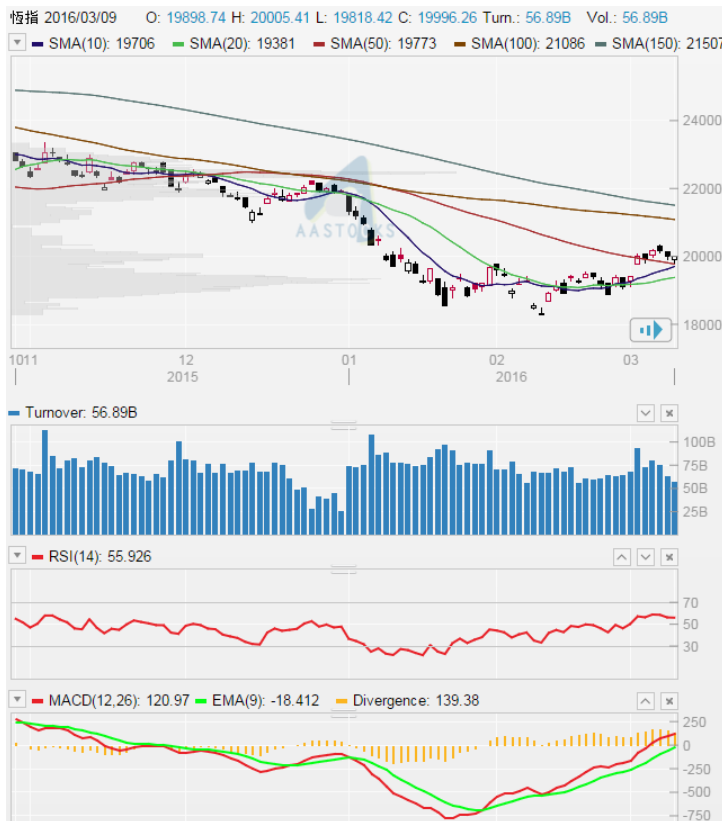 恆指 2016/03/09 O: 19898.74 H: 20005.41 L: 19818.42 C: 19996.26 Turn.: 56.89B Vol.: 56.89B
SMA(10): 19706 SMA(20): 19381 SMA(50): 19773 SMA(100): 21086 SMA(150): 21507
24000
22000
AASTOCKS
20000
18000
1011 12 01 02 03
2015 2016
Turnover: 56.89B
100B
75B
50B
25B
RSI(14): 55.926
70
50
30
MACD(12,26): 120.97 EMA(9): -18.412 Divergence: 139.38
250
0
-250
-500
-750